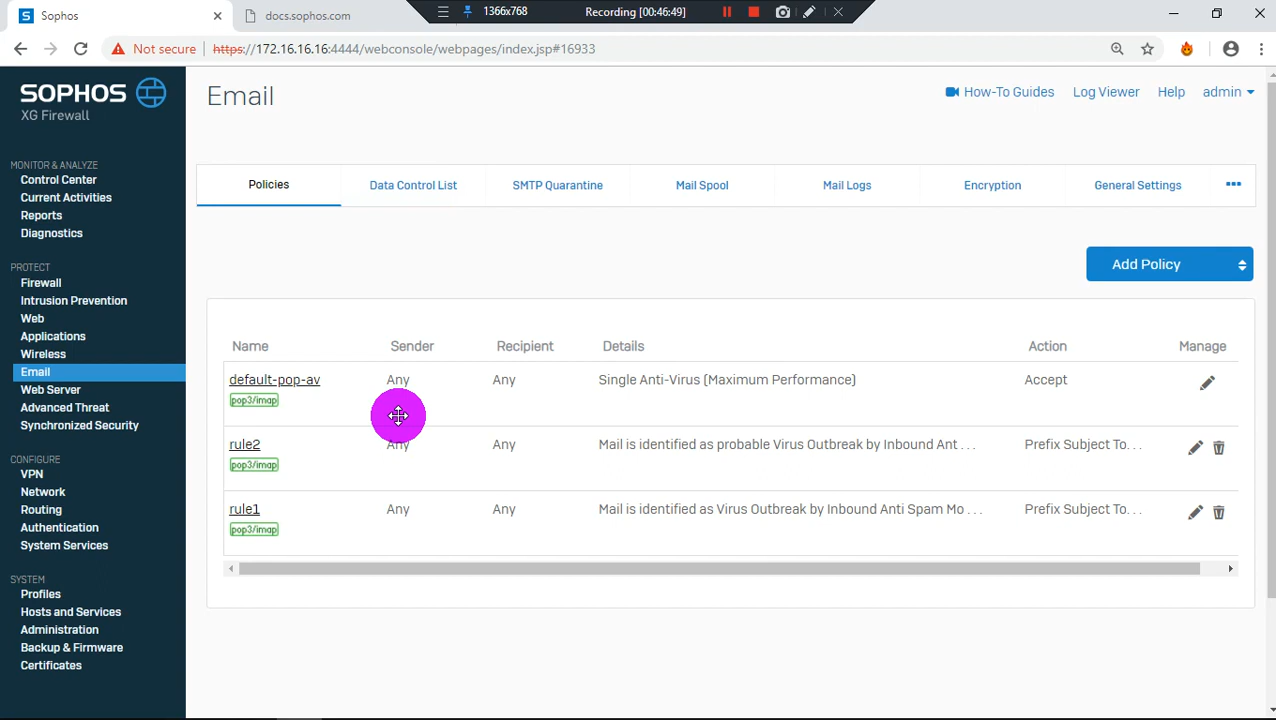 Sophos
docs.sophos.com
1366x768
Recording [00:46:49]
Not secure
https://172.16.16.16:4444/webconsole/webpages/index.jsp#16933
SOPHOS
XG Firewall
Email
How-To Guides
Log Viewer
Help
admin
MONITOR & ANALYZE
Control Center
Current Activities
Reports
Diagnostics
PROTECT
Firewall
Intrusion Prevention
Web
Applications
Wireless
Email
Web Server
Advanced Threat
Synchronized Security
CONFIGURE
VPN
Network
Routing
Authentication
System Services
SYSTEM
Profiles
Hosts and Services
Administration
Backup & Firmware
Certificates
Policies
Data Control List
SMTP Quarantine
Mail Spool
Mail Logs
Encryption
General Settings
Add Policy
Name Sender Recipient Details Action Manage
default-pop-av Any Any Single Anti-Virus (Maximum Performance) Accept
pop3/imap
rule2 Any Any Mail is identified as probable Virus Outbreak by Inbound Ant . . . Prefix Subject To. . .
pop3/imap
rule1 Any Any Mail is identified as Virus Outbreak by Inbound Anti Spam Mo . . . Prefix Subject To. . .
pop3/imap